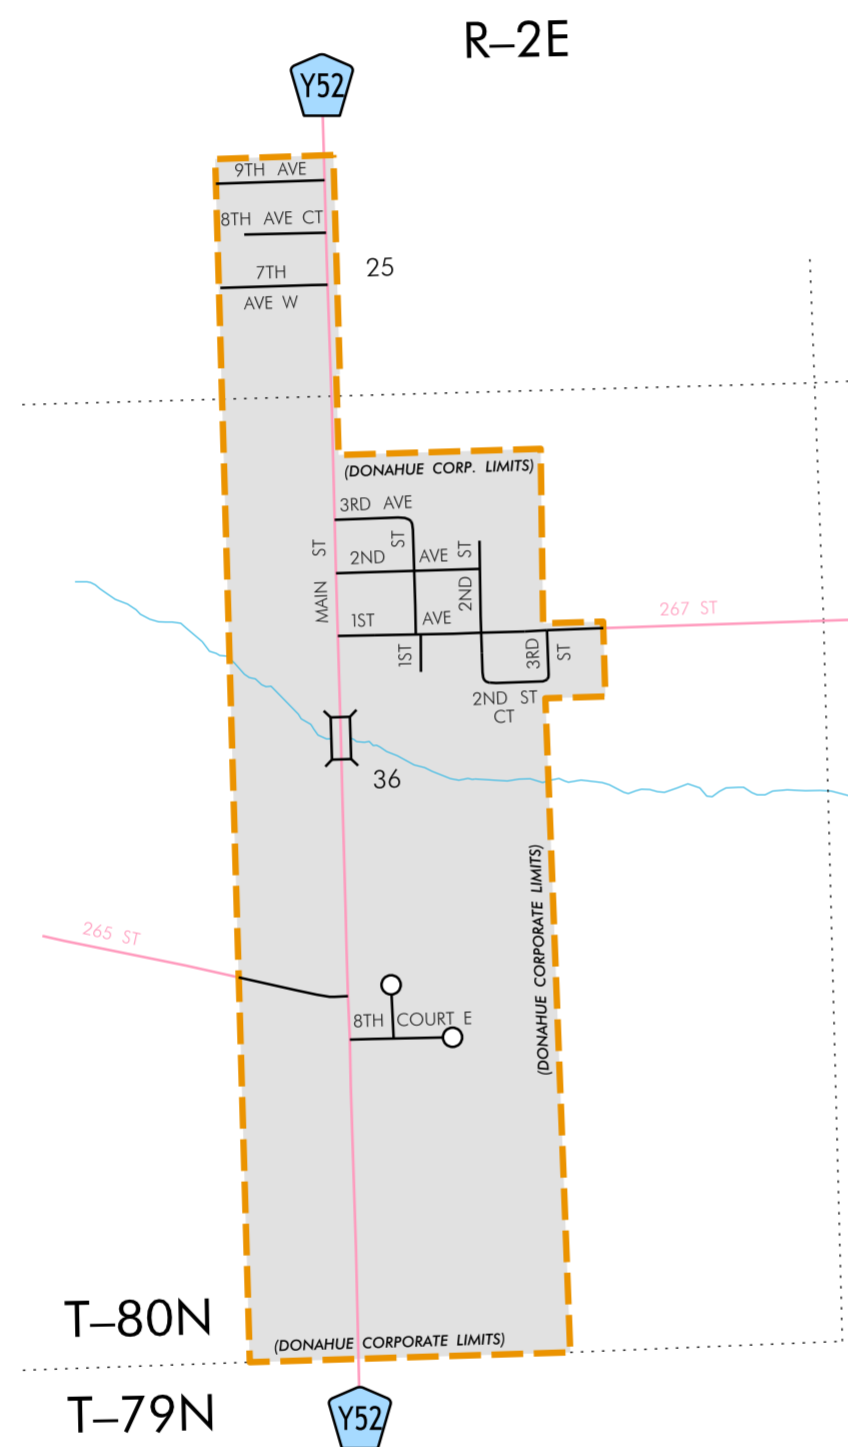 R–2E
Y52
9TH AVE
8TH AVE CT
7TH
AVE W
25
(DONAHUE CORP. LIMITS)
3RD AVE
MAIN ST
1ST ST
2ND AVE
2ND ST
1ST AVE
267 ST
3RD ST
2ND ST
CT
36
(DONAHUE CORPORATE LIMITS)
265 ST
8TH COURT E
T–80N
(DONAHUE CORPORATE LIMITS)
T–79N
Y52